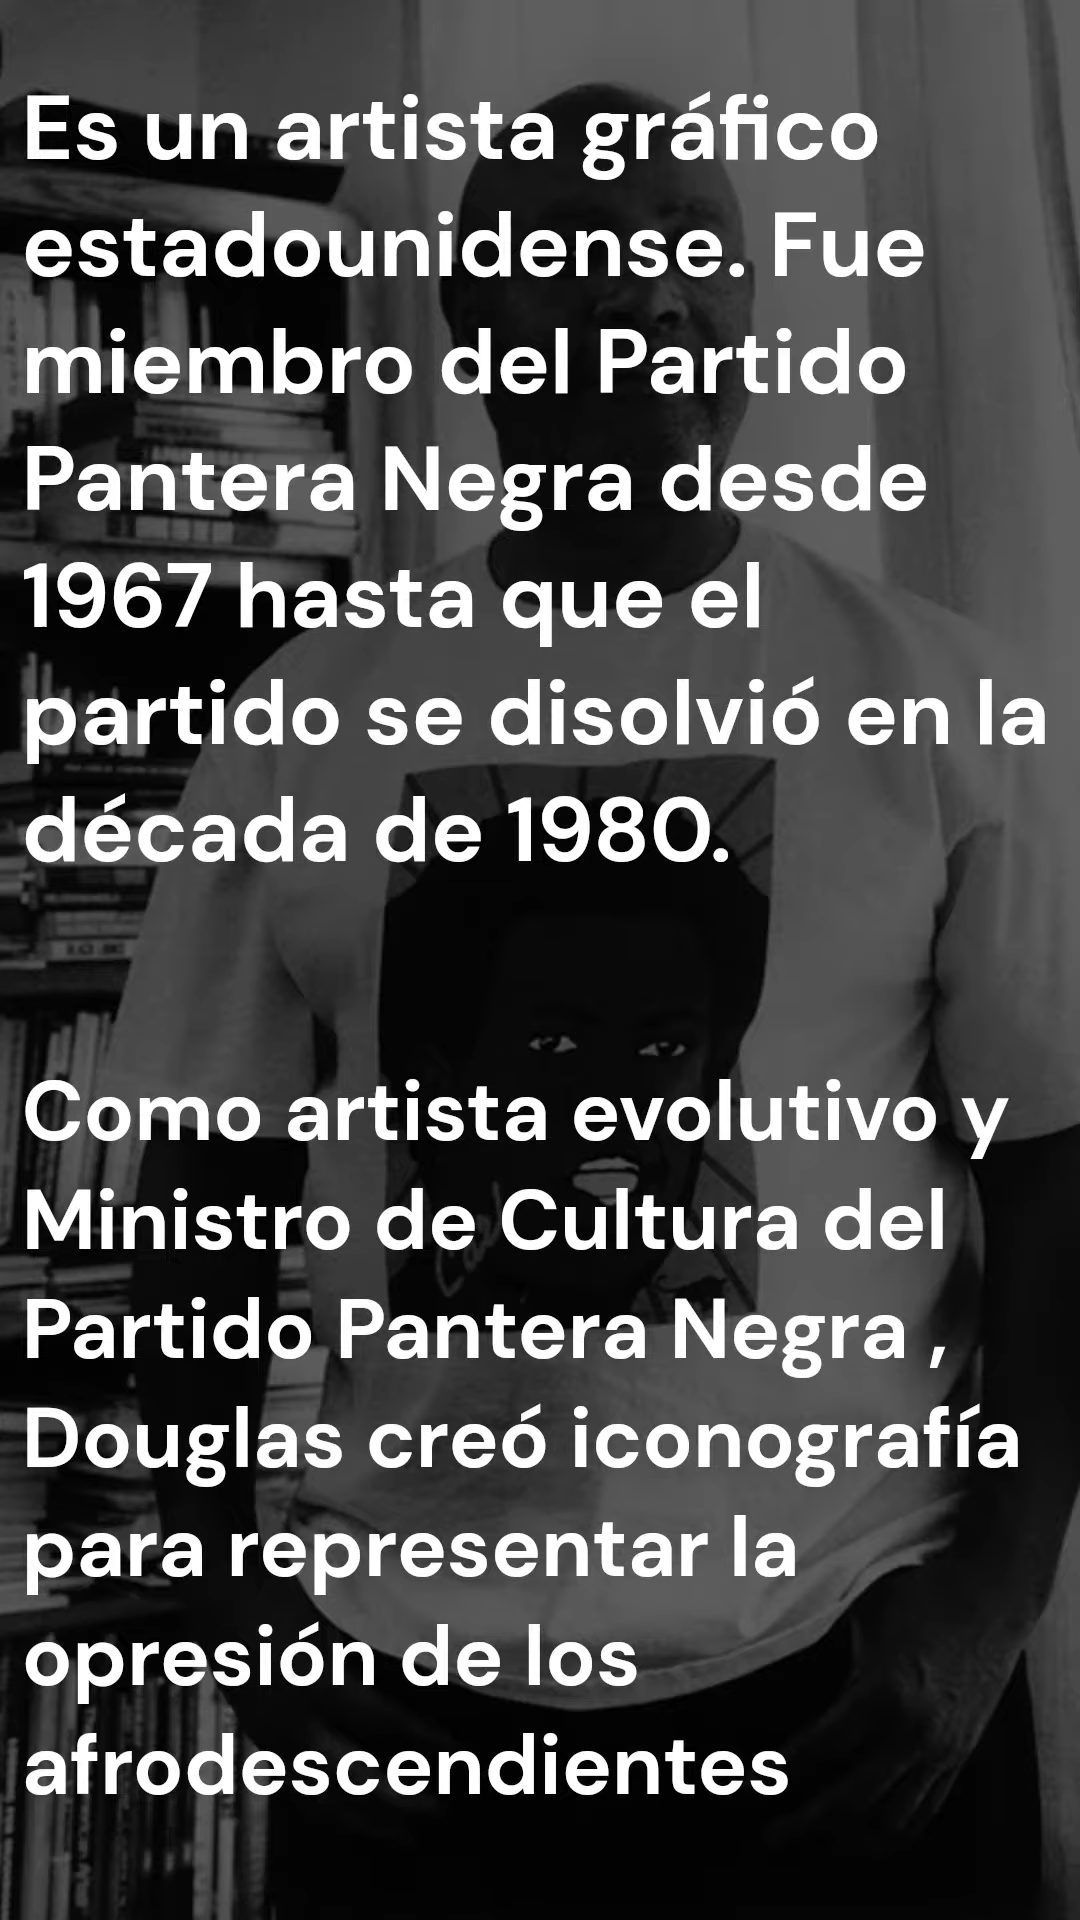 Es un artista gráfico
estadounidense. Fue
miembro del Partido
Pantera Negra desde
1967 hasta que el
partido se disolvió en la
década de 1980.
Como artista evolutivo y
Ministro de Cultura del
Partido Pantera Negra ,
Douglas creó iconografía
para representar la
opresión de los
afrodescendientes